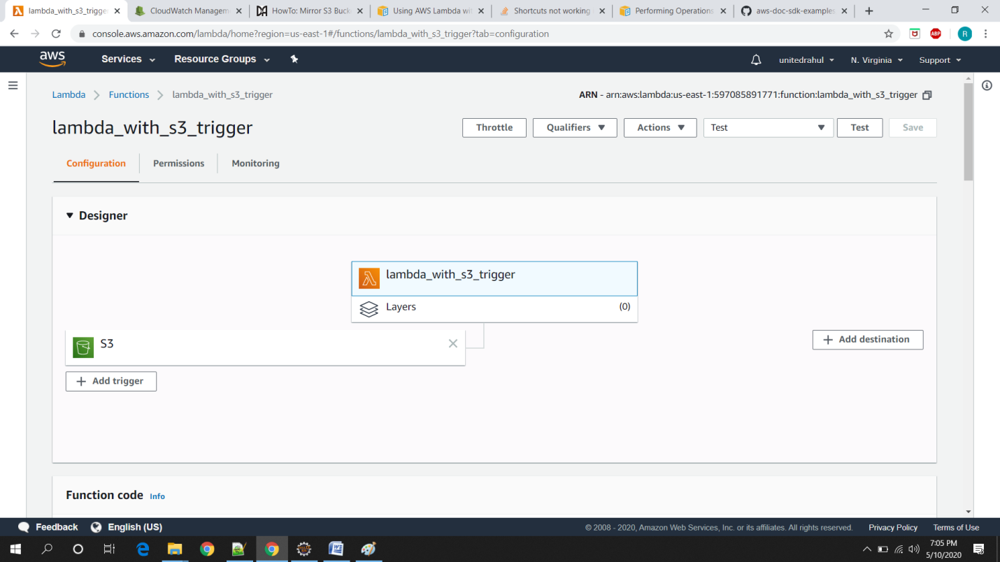 lambda_with_s3_trigge
CloudWatch Managem
HowTo: Mirror S3 Buck
Using AWS Lambda wit
Shortcuts not working
Performing Operations
aws-doc-sdk-examples
console.aws.amazon.com/lambda/home?region=us-east-1#/functions/lambda_with_s3_trigger?tab=configuration
ABP
R
aws
Services
Resource Groups
unitedrahul
N. Virginia
Support
Lambda
Functions
lambda_with_s3_trigger
ARN - arn:aws:lambda:us-east-1:597085891771:function:lambda_with_s3_trigger
lambda_with_s3_trigger
Throttle
Qualifiers
Actions
Test
Test
Save
Configuration
Permissions
Monitoring
Designer
lambda_with_s3_trigger
Layers
(0)
S3
Add destination
Add trigger
Function code Info
Feedback
English (US)
© 2008 - 2020, Amazon Web Services, Inc. or its affiliates. All rights reserved.
Privacy Policy
Terms of Use
7:05 PM
5/10/2020